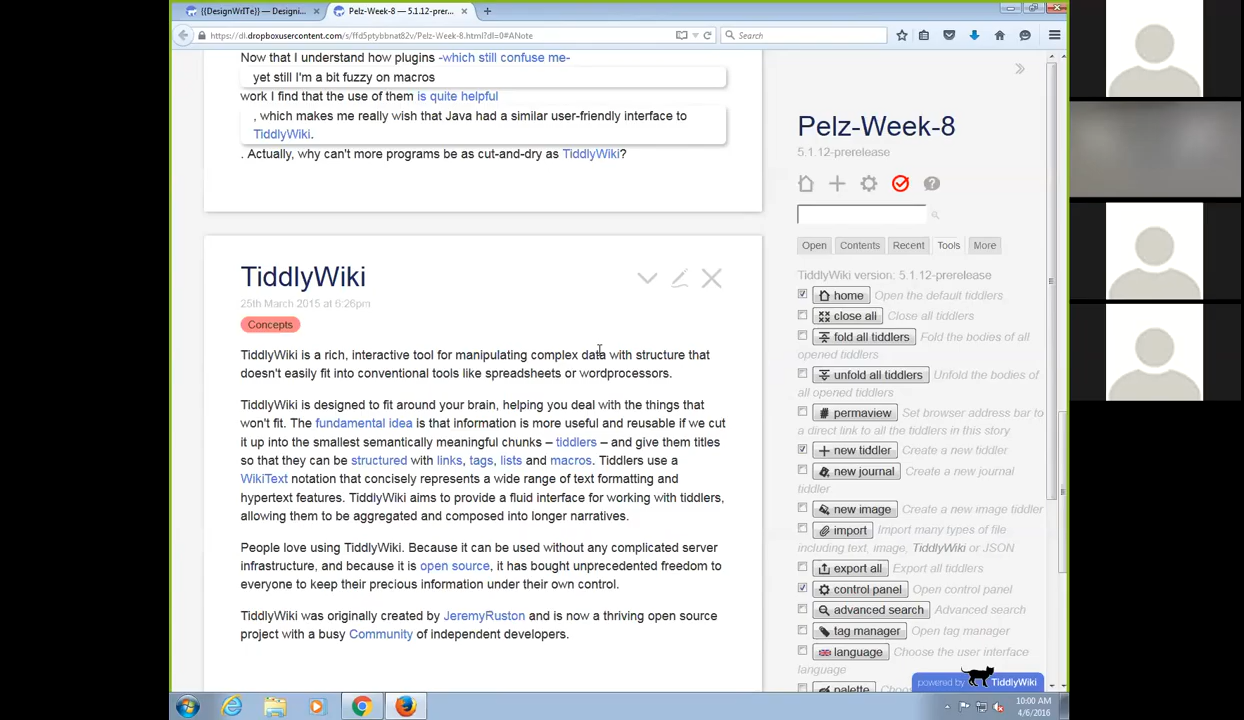 {{DesignWriTe}} — Designi...
Pelz-Week-8 — 5.1.12-prer...
https://dl.dropboxusercontent.com/s/ffd5ptybbnat82v/Pelz-Week-8.html?dl=0#ANote
Search
Now that I understand how plugins -which still confuse me-
yet still I'm a bit fuzzy on macros
work I find that the use of them is quite helpful
, which makes me really wish that Java had a similar user-friendly interface to
TiddlyWiki.
. Actually, why can't more programs be as cut-and-dry as TiddlyWiki?
TiddlyWiki
25th March 2015 at 6:26pm
Concepts
TiddlyWiki is a rich, interactive tool for manipulating complex data with structure that
doesn't easily fit into conventional tools like spreadsheets or wordprocessors.
TiddlyWiki is designed to fit around your brain, helping you deal with the things that
won't fit. The fundamental idea is that information is more useful and reusable if we cut
it up into the smallest semantically meaningful chunks – tiddlers – and give them titles
so that they can be structured with links, tags, lists and macros. Tiddlers use a
WikiText notation that concisely represents a wide range of text formatting and
hypertext features. TiddlyWiki aims to provide a fluid interface for working with tiddlers,
allowing them to be aggregated and composed into longer narratives.
People love using TiddlyWiki. Because it can be used without any complicated server
infrastructure, and because it is open source, it has bought unprecedented freedom to
everyone to keep their precious information under their own control.
TiddlyWiki was originally created by JeremyRuston and is now a thriving open source
project with a busy Community of independent developers.
Pelz-Week-8
5.1.12-prerelease
Open Contents Recent Tools More
TiddlyWiki version: 5.1.12-prerelease
home Open the default tiddlers
close all Close all tiddlers
fold all tiddlers Fold the bodies of all
opened tiddlers
unfold all tiddlers Unfold the bodies of
all opened tiddlers
permaview Set browser address bar to
a direct link to all the tiddlers in this story
new tiddler Create a new tiddler
new journal Create a new journal
tiddler
new image Create a new image tiddler
import Import many types of file
including text, image, TiddlyWiki or JSON
export all Export all tiddlers
control panel Open control panel
advanced search Advanced search
tag manager Open tag manager
language Choose the user interface
language
palette
powered by TiddlyWiki
10:00 AM
4/6/2016